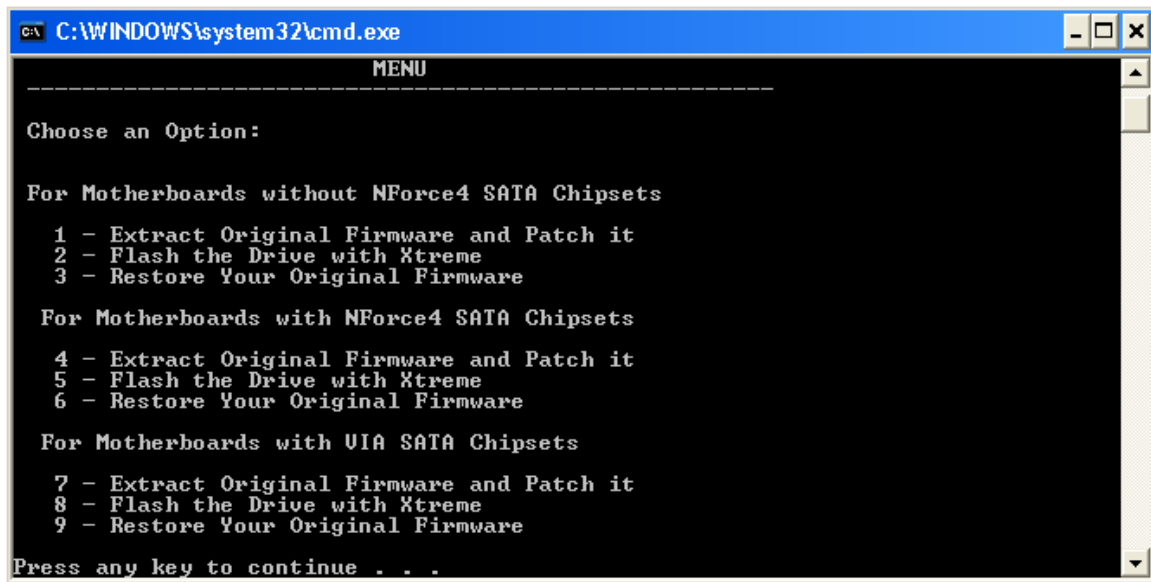 C:\WINDOWS\system32\cmd.exe
MENU
Choose an Option:
For Motherboards without NForce4 SATA Chipsets
1 - Extract Original Firmware and Patch it
2 - Flash the Drive with Xtreme
3 - Restore Your Original Firmware
For Motherboards with NForce4 SATA Chipsets
4 - Extract Original Firmware and Patch it
5 - Flash the Drive with Xtreme
6 - Restore Your Original Firmware
For Motherboards with VIA SATA Chipsets
7 - Extract Original Firmware and Patch it
8 - Flash the Drive with Xtreme
9 - Restore Your Original Firmware
Press any key to continue . . .